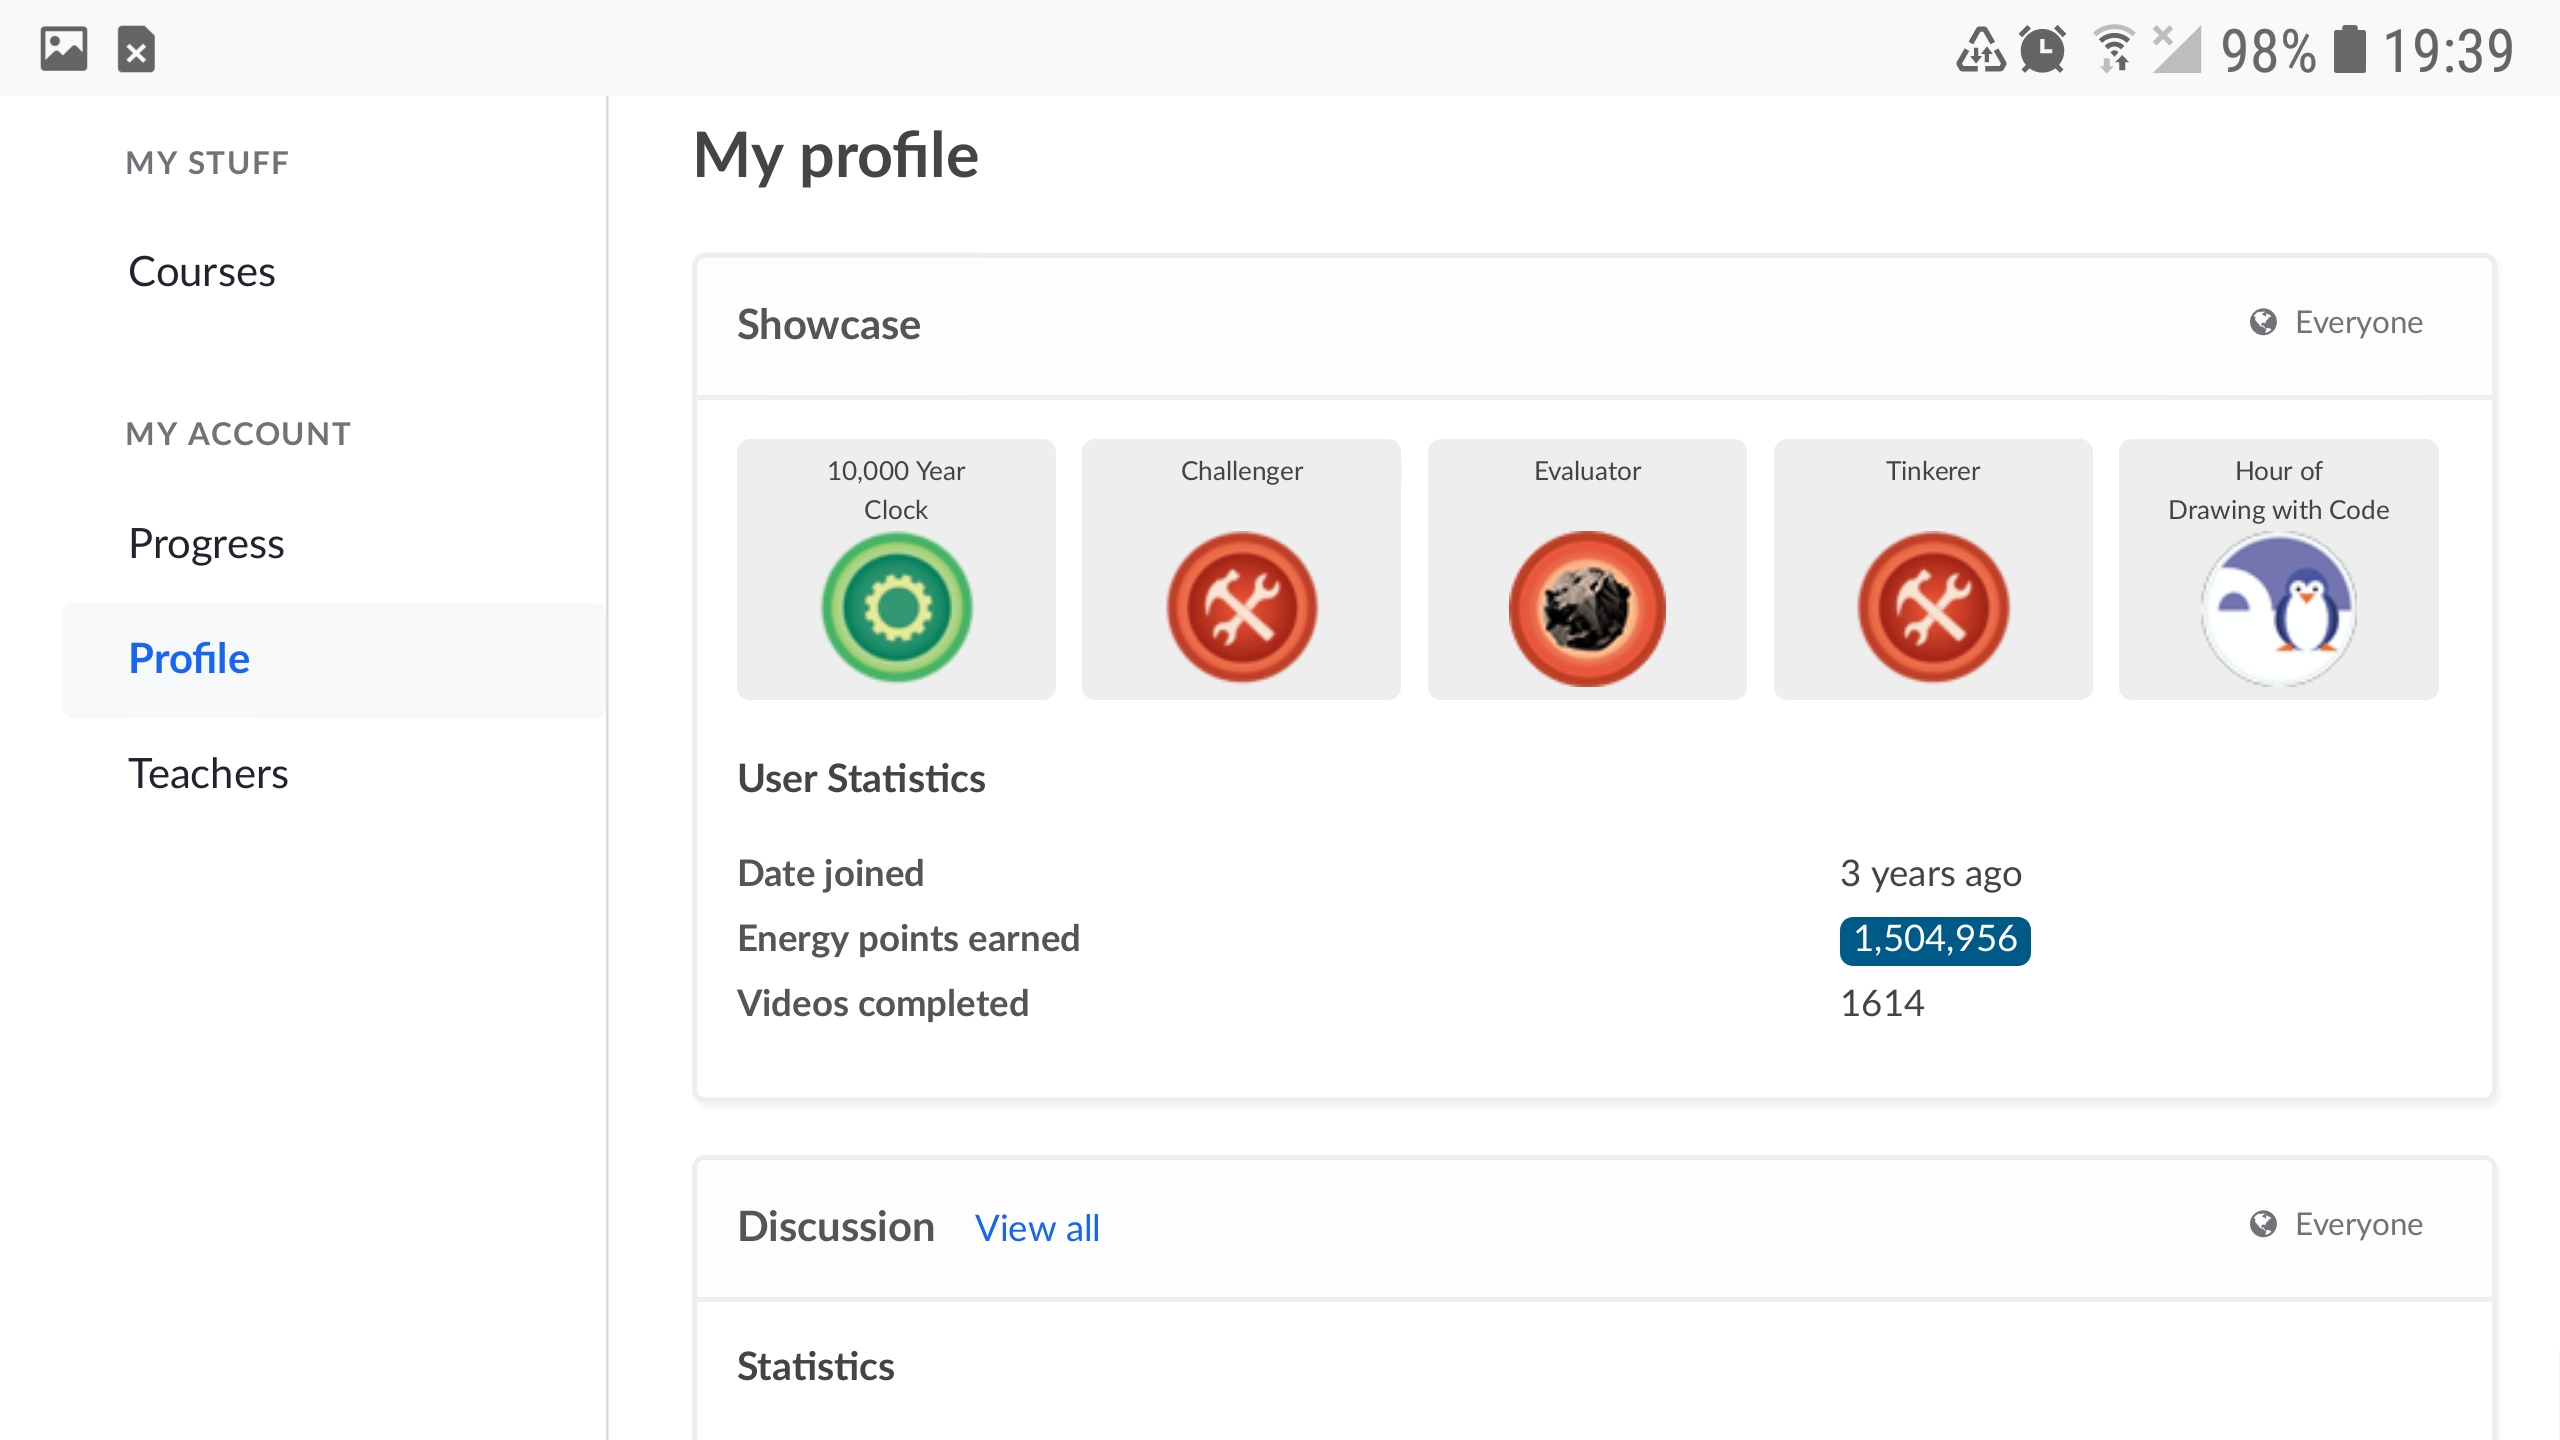 98% 19:39
MY STUFF
Courses
MY ACCOUNT
Progress
Profile
Teachers
My profile
Showcase
Everyone
10,000 Year
Clock
Challenger
Evaluator
Tinkerer
Hour of
Drawing with Code
User Statistics
Date joined 3 years ago
Energy points earned 1,504,956
Videos completed 1614
Discussion View all
Everyone
Statistics